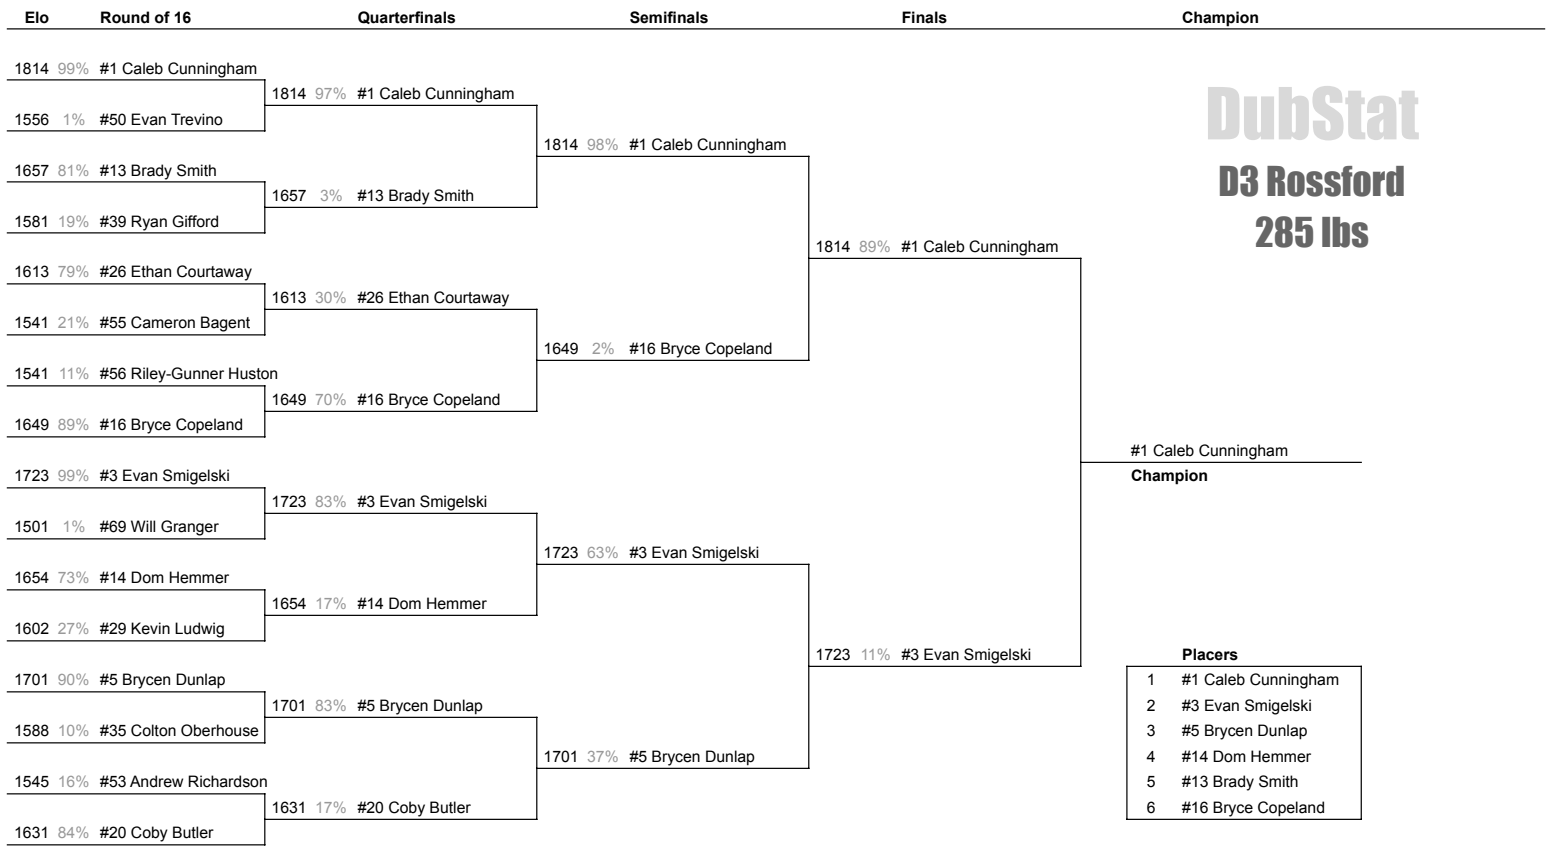 Elo Round of 16 Quarterfinals Semifinals Finals Champion
1814 99% #1 Caleb Cunningham
1814 97% #1 Caleb Cunningham
1556 1% #50 Evan Trevino
DubStat
1814 98% #1 Caleb Cunningham
1657 81% #13 Brady Smith
D3 Rossford
1657 3% #13 Brady Smith
1581 19% #39 Ryan Gifford
285 lbs
1814 89% #1 Caleb Cunningham
1613 79% #26 Ethan Courtaway
1613 30% #26 Ethan Courtaway
1541 21% #55 Cameron Bagent
1649 2% #16 Bryce Copeland
1541 11% #56 Riley-Gunner Huston
1649 70% #16 Bryce Copeland
1649 89% #16 Bryce Copeland
#1 Caleb Cunningham
1723 99% #3 Evan Smigelski
Champion
1723 83% #3 Evan Smigelski
1501 1% #69 Will Granger
1723 63% #3 Evan Smigelski
1654 73% #14 Dom Hemmer
1654 17% #14 Dom Hemmer
1602 27% #29 Kevin Ludwig
1723 11% #3 Evan Smigelski
Placers
1701 90% #5 Brycen Dunlap
1 #1 Caleb Cunningham
1701 83% #5 Brycen Dunlap
2 #3 Evan Smigelski
1588 10% #35 Colton Oberhouse
3 #5 Brycen Dunlap
1701 37% #5 Brycen Dunlap
4 #14 Dom Hemmer
1545 16% #53 Andrew Richardson
5 #13 Brady Smith
1631 17% #20 Coby Butler
6 #16 Bryce Copeland
1631 84% #20 Coby Butler